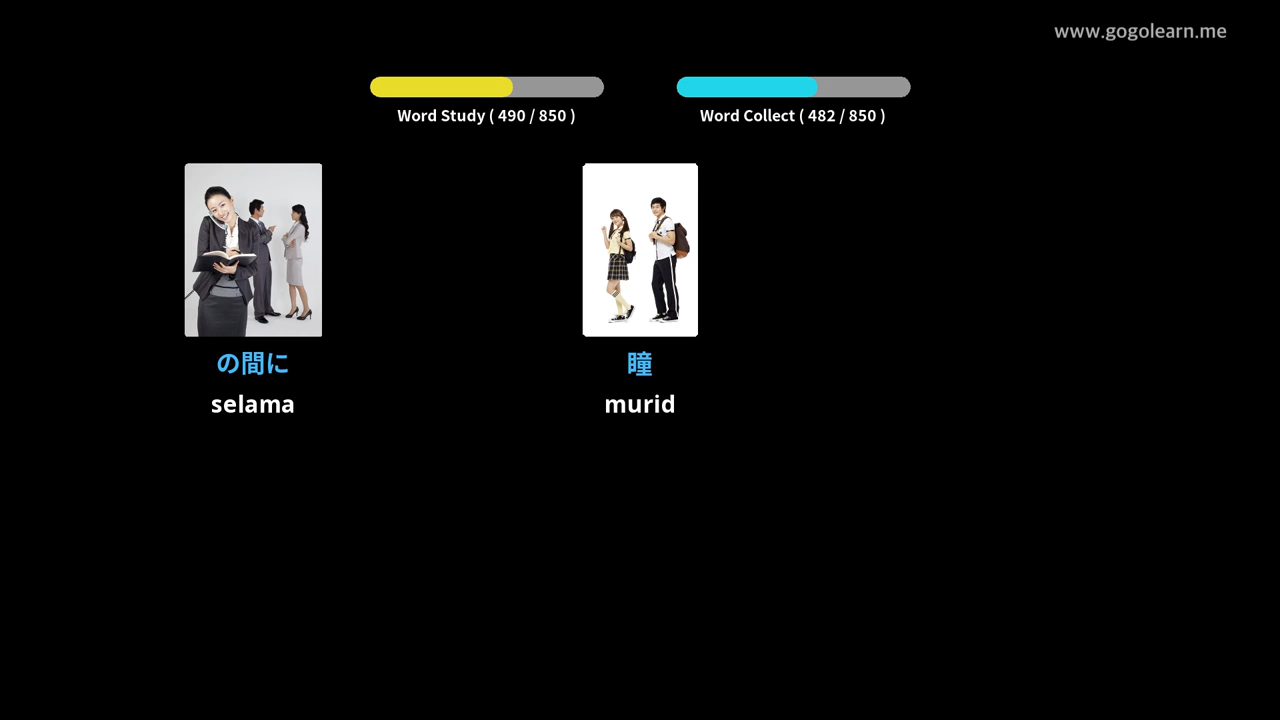 www.gogolearn.me
Word Study ( 490 / 850 )
Word Collect ( 482 / 850 )
の間に
selama
瞳
murid